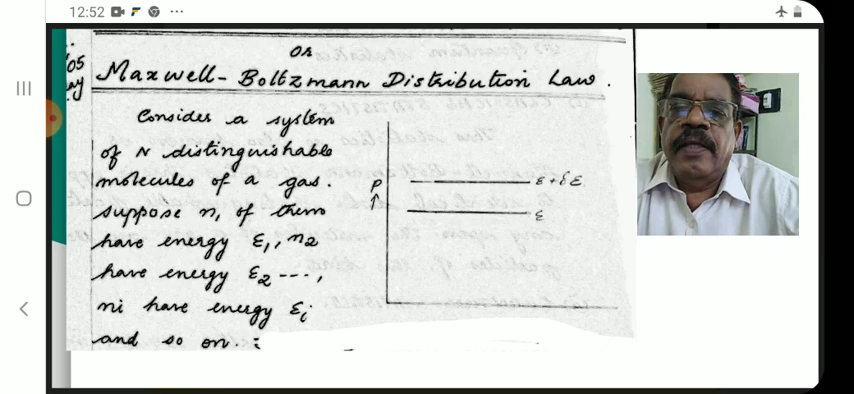 12:52
OR
Maxwell-Boltzmann Distribution Law.
Consider a system
of N distinguishable
molecules of a gas.
suppose n, of them
have energy ε1, n2
have energy ε2 ---,
ni have energy εi
and so on.
P
↑
ε+δε
ε